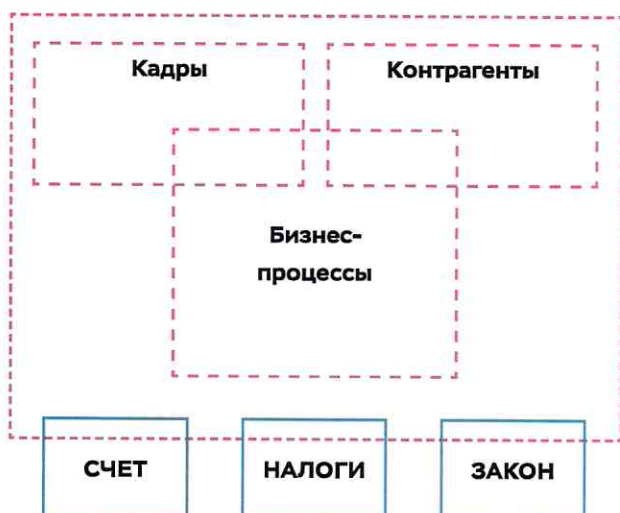 Кадры
Контрагенты
Бизнес-
процессы
СЧЕТ
НАЛОГИ
ЗАКОН